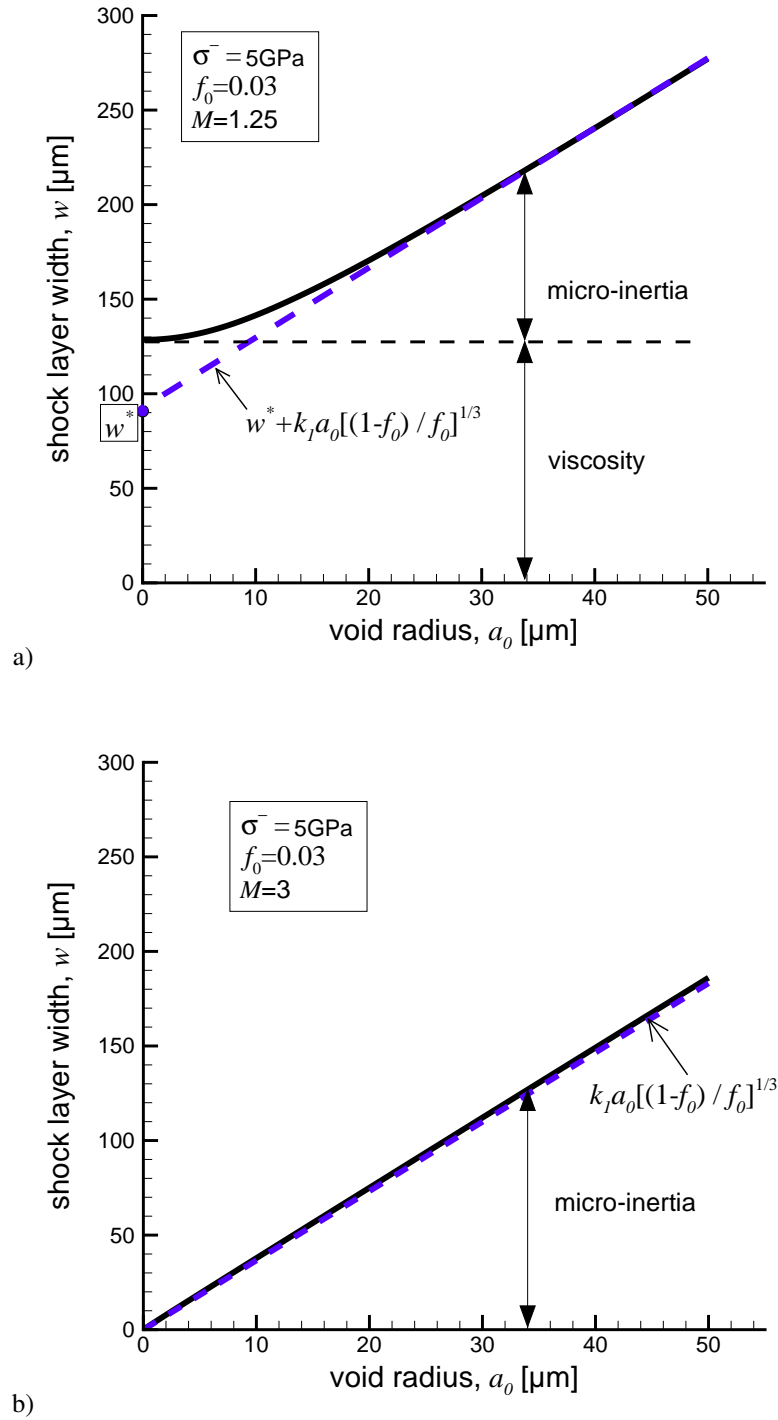 300
250
200
150
100
50
0
shock layer width, w [µm]
σ⁻ = 5GPa
f₀=0.03
M=1.25
micro-inertia
w*
w*+k₁a₀[(1-f₀) / f₀]^1/3
viscosity
0 10 20 30 40 50
void radius, a₀ [µm]
a)
300
250
200
150
100
50
0
shock layer width, w [µm]
σ⁻ = 5GPa
f₀=0.03
M=3
k₁a₀[(1-f₀) / f₀]^1/3
micro-inertia
0 10 20 30 40 50
void radius, a₀ [µm]
b)